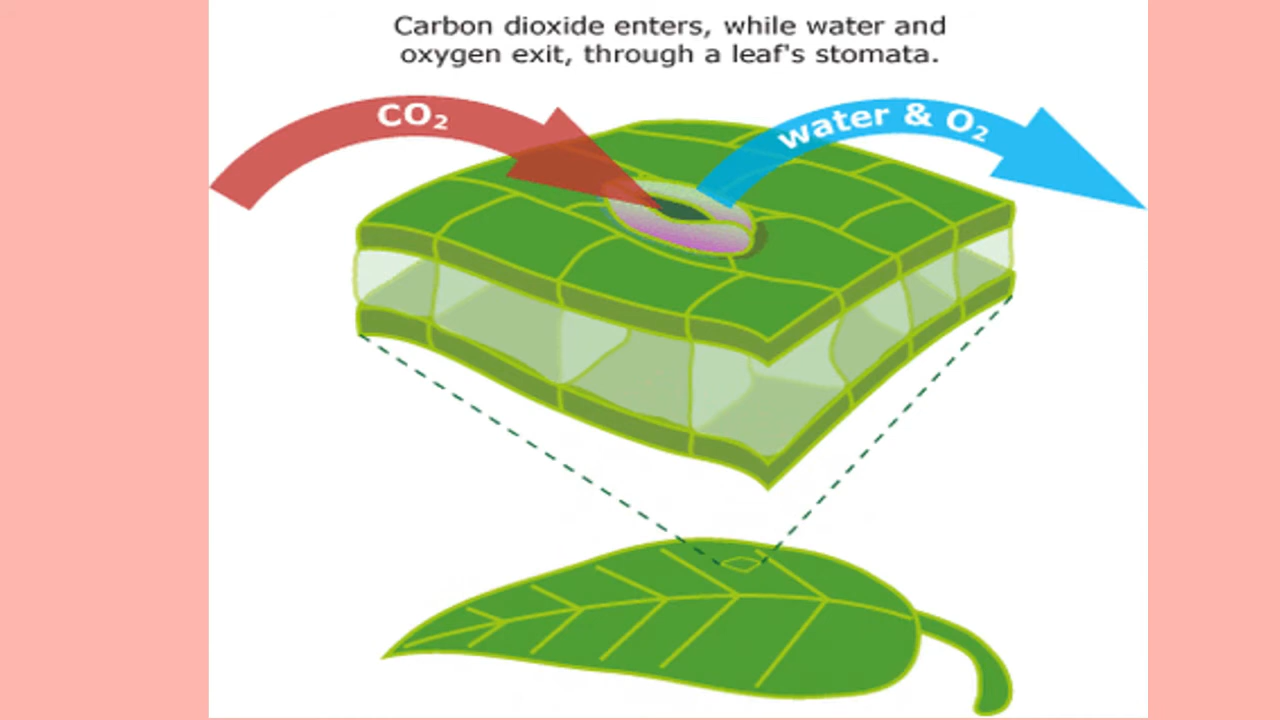 Carbon dioxide enters, while water and
oxygen exit, through a leaf's stomata.
CO₂
water & O₂